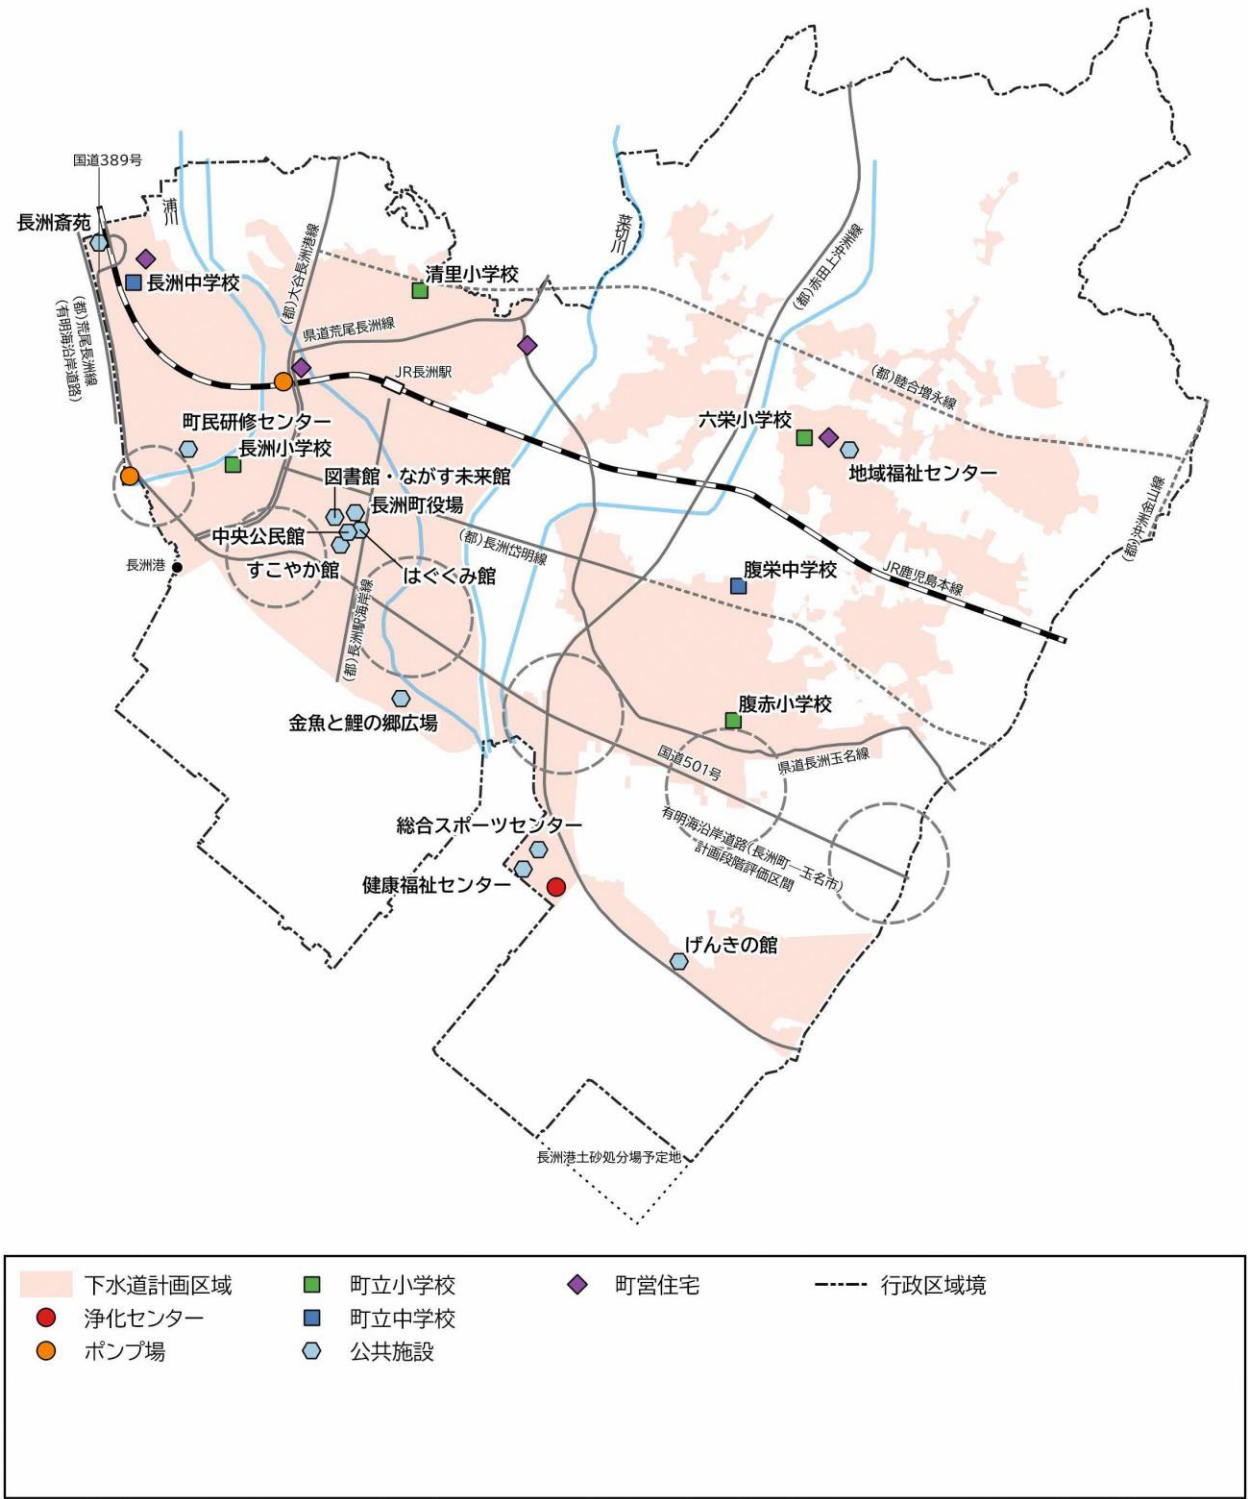 国道389号
長洲斎苑
浦川
長洲中学校
(都)荒尾長洲線
(有明海沿岸道路)
(都)大谷長洲港線
清里小学校
菜切川
(都)赤田上沖洲線
県道荒尾長洲線
JR長洲駅
(都)睦合増永線
町民研修センター
長洲小学校
六栄小学校
地域福祉センター
図書館・ながす未来館
長洲町役場
中央公民館
すこやか館
はぐくみ館
(都)長洲岱明線
(都)沖洲金山線
長洲港
腹栄中学校
JR鹿児島本線
(都)長洲駅海岸線
金魚と鯉の郷広場
腹赤小学校
国道501号
県道長洲玉名線
有明海沿岸道路(長洲町―玉名市)
計画段階評価区間
総合スポーツセンター
健康福祉センター
げんきの館
長洲港土砂処分場予定地
下水道計画区域
町立小学校
町営住宅
行政区域境
浄化センター
町立中学校
ポンプ場
公共施設